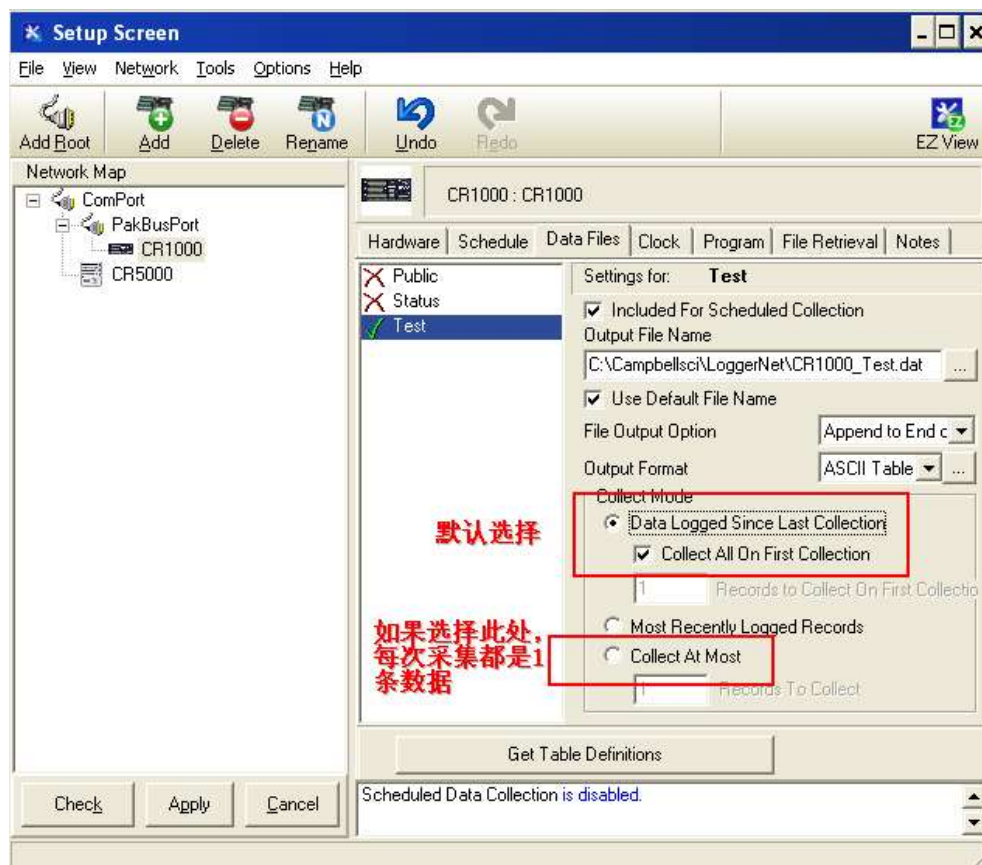 Setup Screen
File View Network Tools Options Help
Add Root Add Delete Rename Undo Redo EZ View
Network Map
ComPort
PakBusPort
CR1000
CR5000
CR1000 : CR1000
Hardware Schedule Data Files Clock Program File Retrieval Notes
Public
Status
Test
Settings for: Test
Included For Scheduled Collection
Output File Name
C:\Campbellsci\LoggerNet\CR1000_Test.dat ...
Use Default File Name
File Output Option Append to End c
Output Format ASCII Table ...
Collect Mode
Data Logged Since Last Collection
Collect All On First Collection
1 Records to Collect On First Collectio
默认选择
Most Recently Logged Records
Collect At Most
1 Records To Collect
如果选择此处，
每次采集都是1
条数据
Get Table Definitions
Check Apply Cancel
Scheduled Data Collection is disabled.